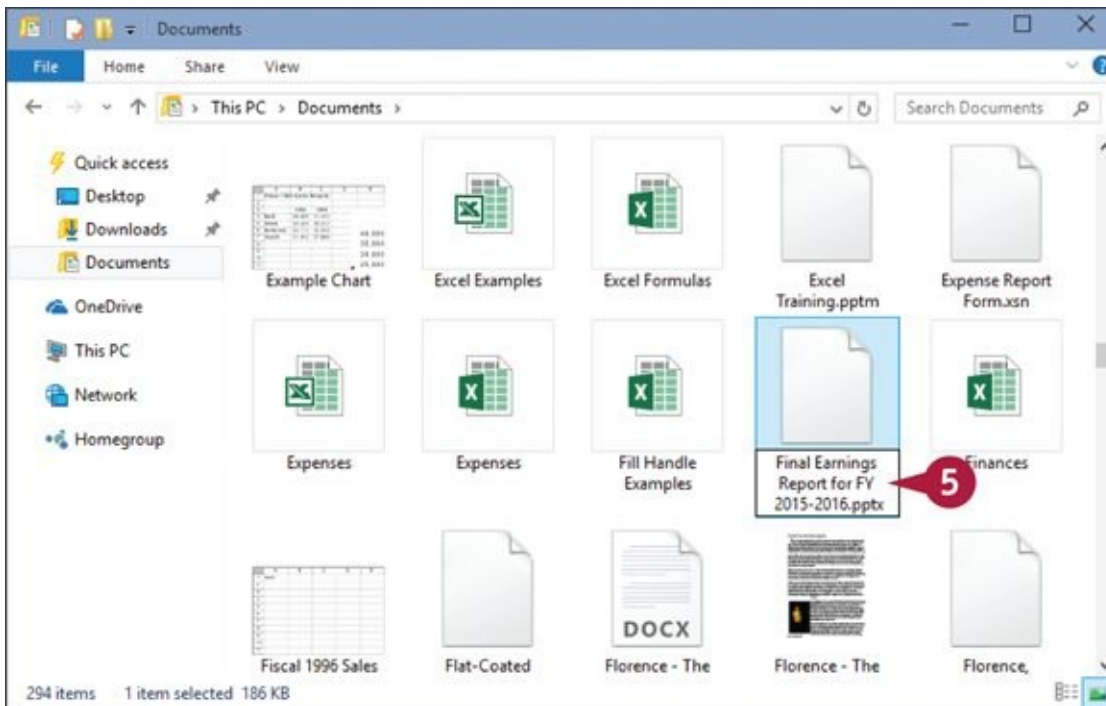 Documents
File Home Share View
This PC > Documents >
Search Documents
Quick access
Desktop
Downloads
Documents
OneDrive
This PC
Network
Homegroup
Example Chart
Excel Examples
Excel Formulas
Excel
Training.pptm
Expense Report
Form.xsn
Expenses
Expenses
Fill Handle
Examples
Final Earnings
Report for FY
2015-2016.pptx
5
Finances
Fiscal 1996 Sales
Flat-Coated
DOCX
Florence - The
Florence - The
Florence,
294 items 1 item selected 186 KB